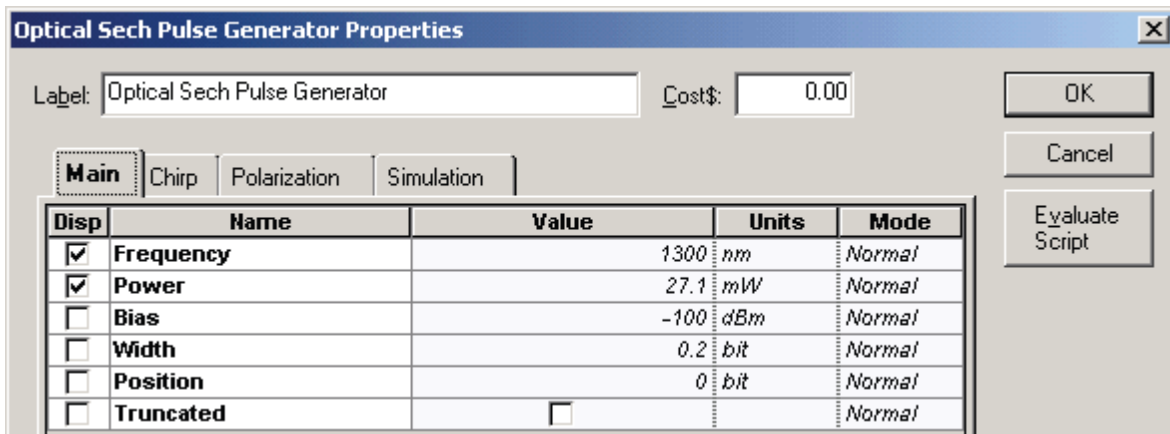 Optical Sech Pulse Generator Properties
Label: Optical Sech Pulse Generator Cost$: 0.00 OK
Cancel
Main Chirp Polarization Simulation
Evaluate Script
Disp Name Value Units Mode
Frequency 1300 nm Normal
Power 27.1 mW Normal
Bias -100 dBm Normal
Width 0.2 bit Normal
Position 0 bit Normal
Truncated Normal